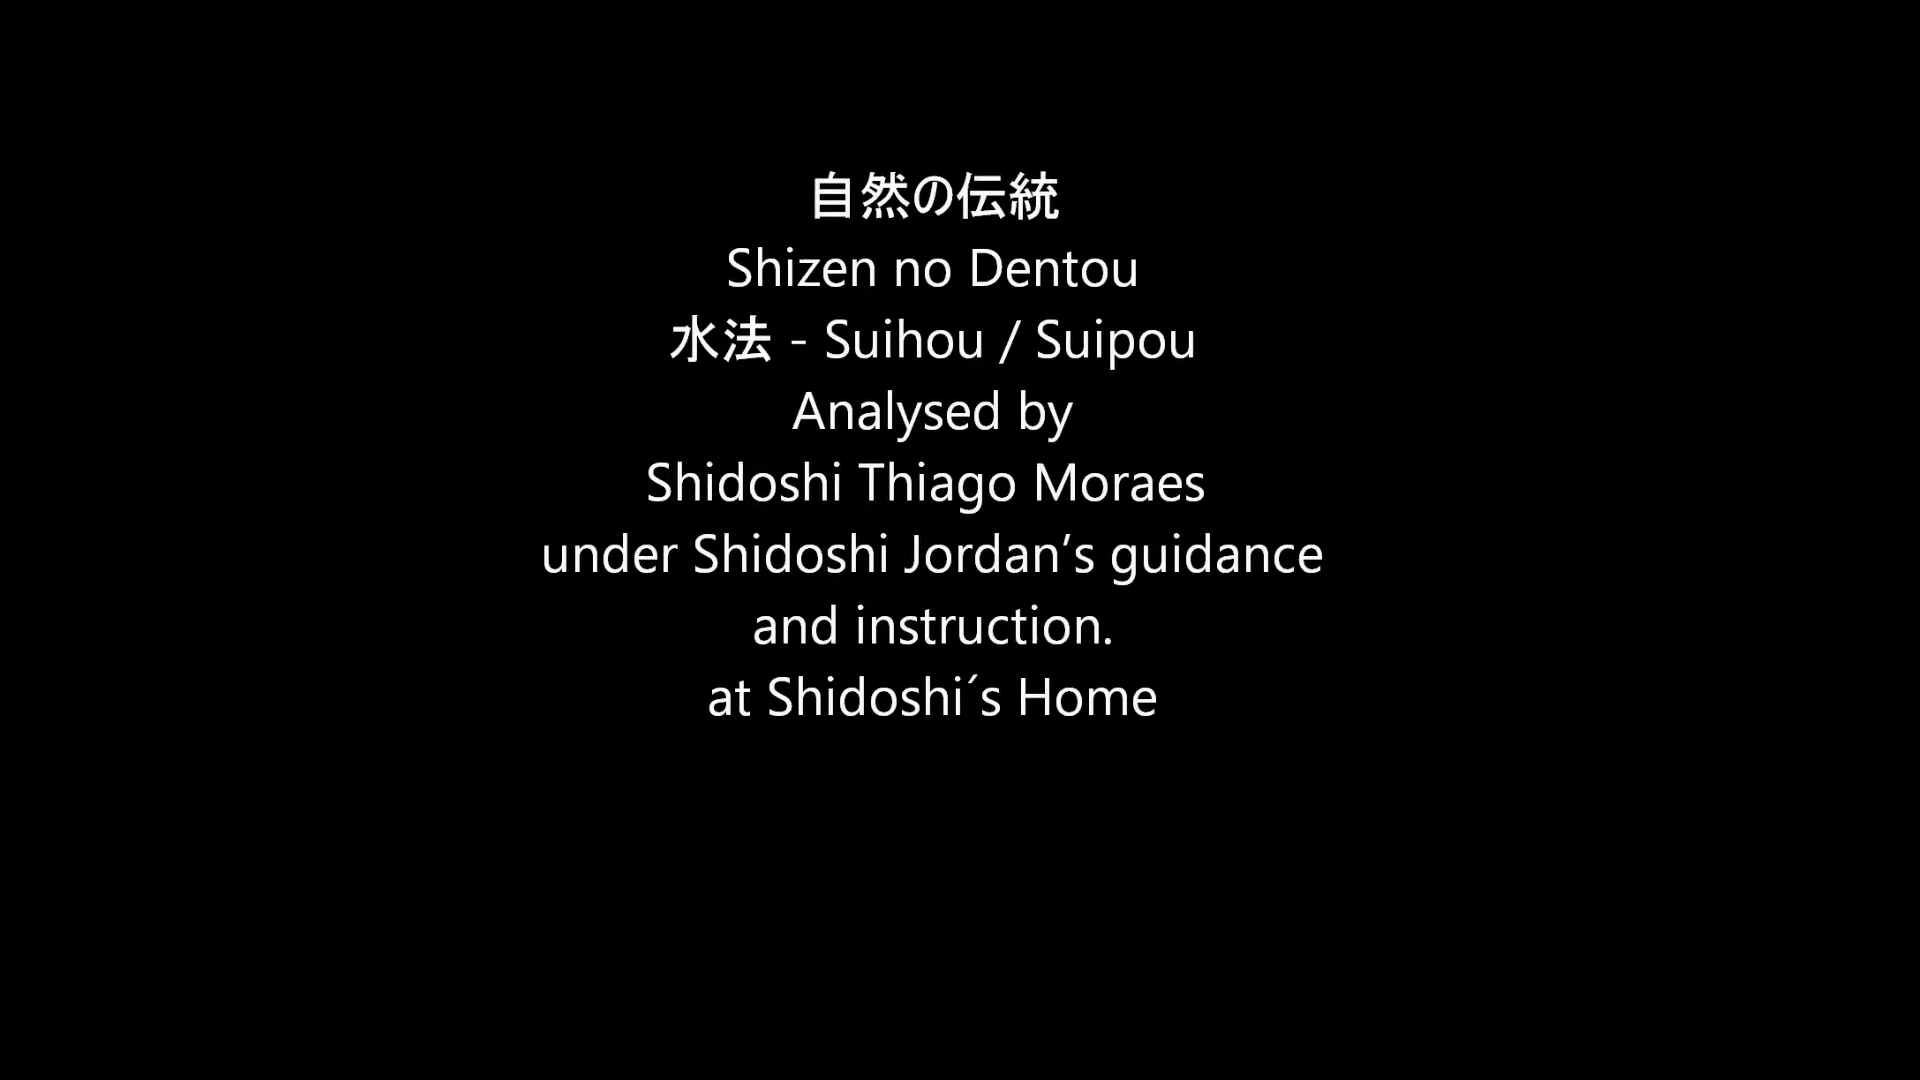 自然の伝統
Shizen no Dentou
水法 - Suihou / Suipou
Analysed by
Shidoshi Thiago Moraes
under Shidoshi Jordan’s guidance
and instruction.
at Shidoshi´s Home